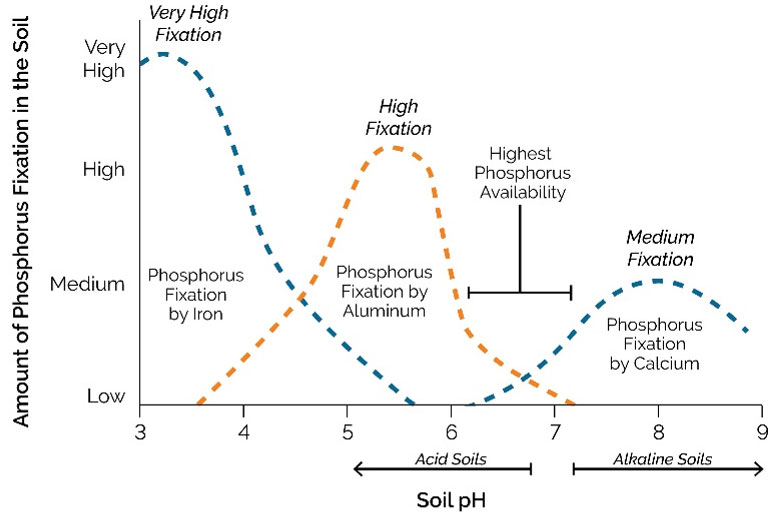 Very High
Fixation
Amount of Phosphorus Fixation in the Soil
Very
High
High
Medium
Low
High
Fixation
Highest
Phosphorus
Availability
Medium
Fixation
Phosphorus
Fixation
by Iron
Phosphorus
Fixation by
Aluminum
Phosphorus
Fixation
by Calcium
3 4 5 6 7 8 9
Acid Soils
Alkaline Soils
Soil pH